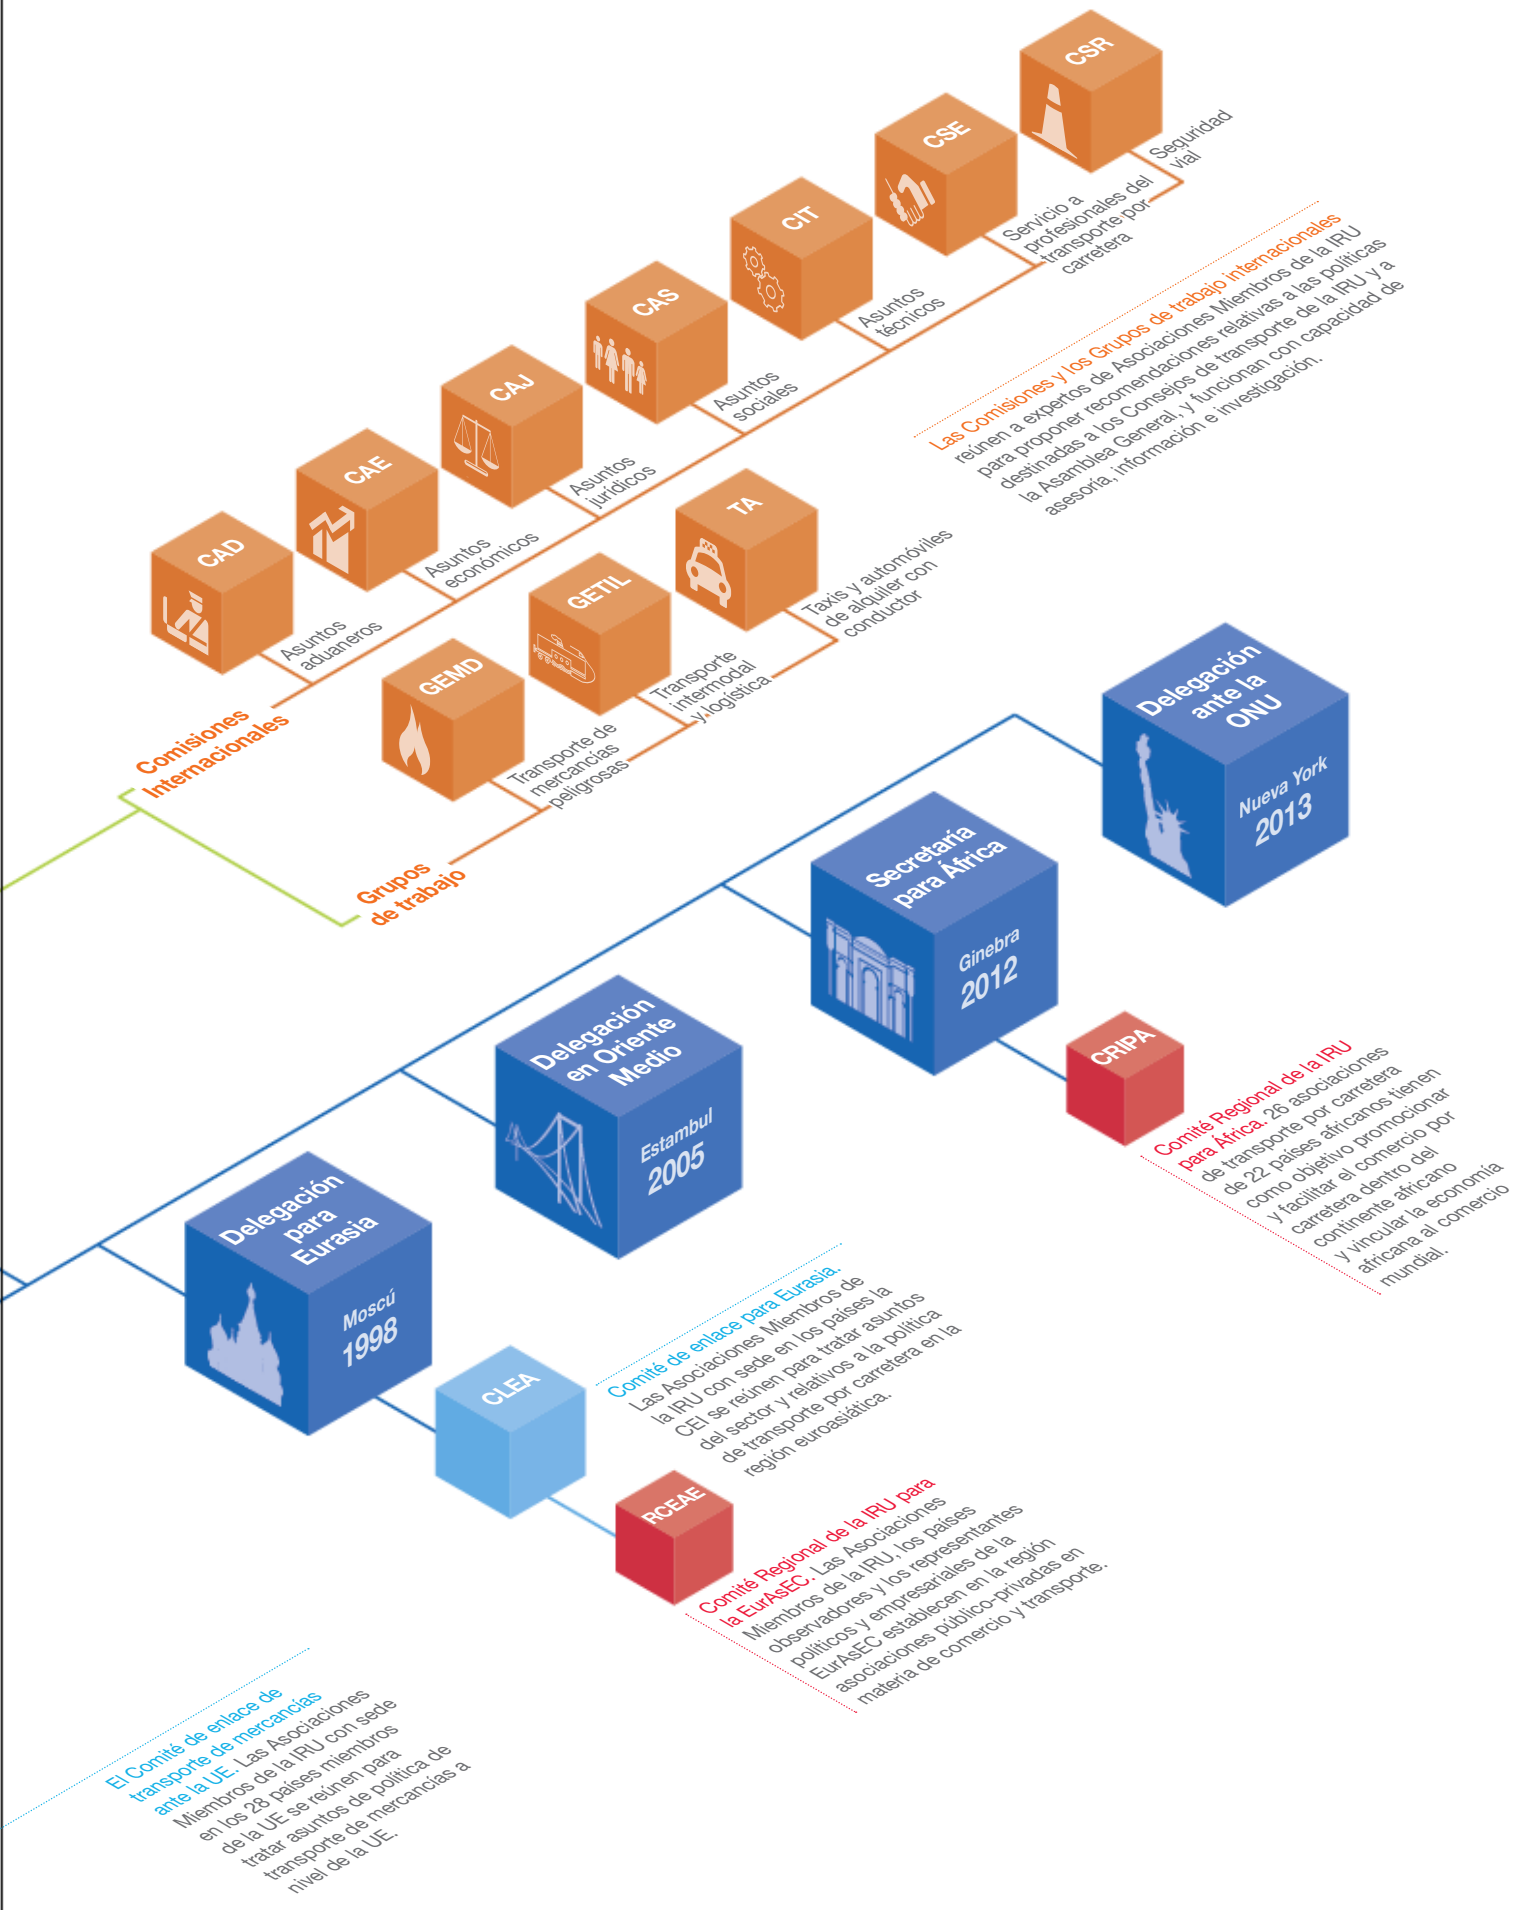 CSR
Seguridad
vial
CSE
Servicio a
profesionales del
transporte por
carretera
CIT
Asuntos
técnicos
CAS
Asuntos
sociales
CAJ
Asuntos
jurídicos
CAE
Asuntos
económicos
CAD
Asuntos
aduaneros
Comisiones
Internacionales
Las Comisiones y los Grupos de trabajo internacionales
reúnen a expertos de Asociaciones Miembros de la IRU
para proponer recomendaciones relativas a las políticas
destinadas a los Consejos de transporte de la IRU y a
la Asamblea General, y funcionan con capacidad de
asesoría, información e investigación.
TA
Taxis y automóviles
de alquiler con
conductor
GETIL
Transporte
intermodal
y logística
GEMD
Transporte de
mercancías
peligrosas
Grupos
de trabajo
Delegación
ante la
ONU
Nueva York
2013
Secretaría
para África
Ginebra
2012
CRIPA
Comité Regional de la IRU
para África. 26 asociaciones
de transporte por carretera
de 22 países africanos tienen
como objetivo promocionar
y facilitar el comercio por
carretera dentro del
continente africano
y vincular la economía
africana al comercio
mundial.
Delegación
en Oriente
Medio
Estambul
2005
Delegación
para
Eurasia
Moscú
1998
CLEA
Comité de enlace para Eurasia.
Las Asociaciones Miembros de
la IRU con sede en los países la
CEI se reúnen para tratar asuntos
del sector y relativos a la política
de transporte por carretera en la
región euroasiática.
RCEAE
Comité Regional de la IRU para
la EurAsEC. Las Asociaciones
Miembros de la IRU, los países
observadores y los representantes
políticos y empresariales de la
EurAsEC establecen en la región
asociaciones público-privadas en
materia de comercio y transporte.
El Comité de enlace de
transporte de mercancías
ante la UE. Las Asociaciones
Miembros de la IRU con sede
en los 28 países miembros
de la UE se reúnen para
tratar asuntos de política de
transporte de mercancías a
nivel de la UE.